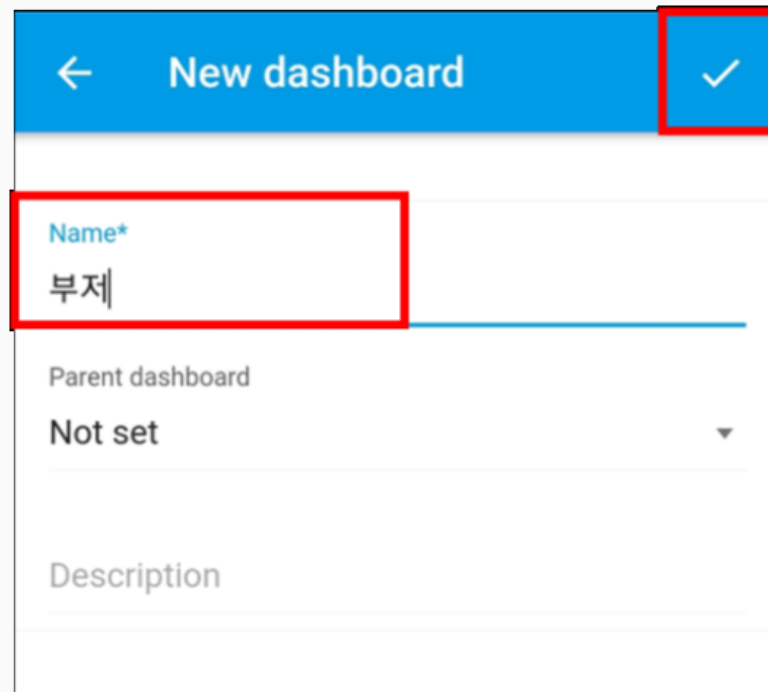 New dashboard
Name*
부제
Parent dashboard
Not set
Description